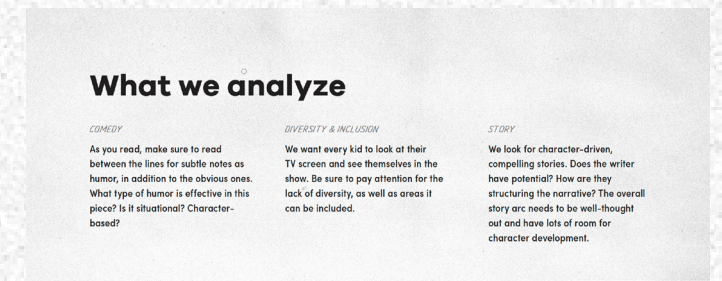 What we analyze
COMEDY
As you read, make sure to read
between the lines for subtle notes as
humor, in addition to the obvious ones.
What type of humor is effective in this
piece? Is it situational? Character-
based?
DIVERSITY & INCLUSION
We want every kid to look at their
TV screen and see themselves in the
show. Be sure to pay attention for the
lack of diversity, as well as areas it
can be included.
STORY
We look for character-driven,
compelling stories. Does the writer
have potential? How are they
structuring the narrative? The overall
story arc needs to be well-thought
out and have lots of room for
character development.